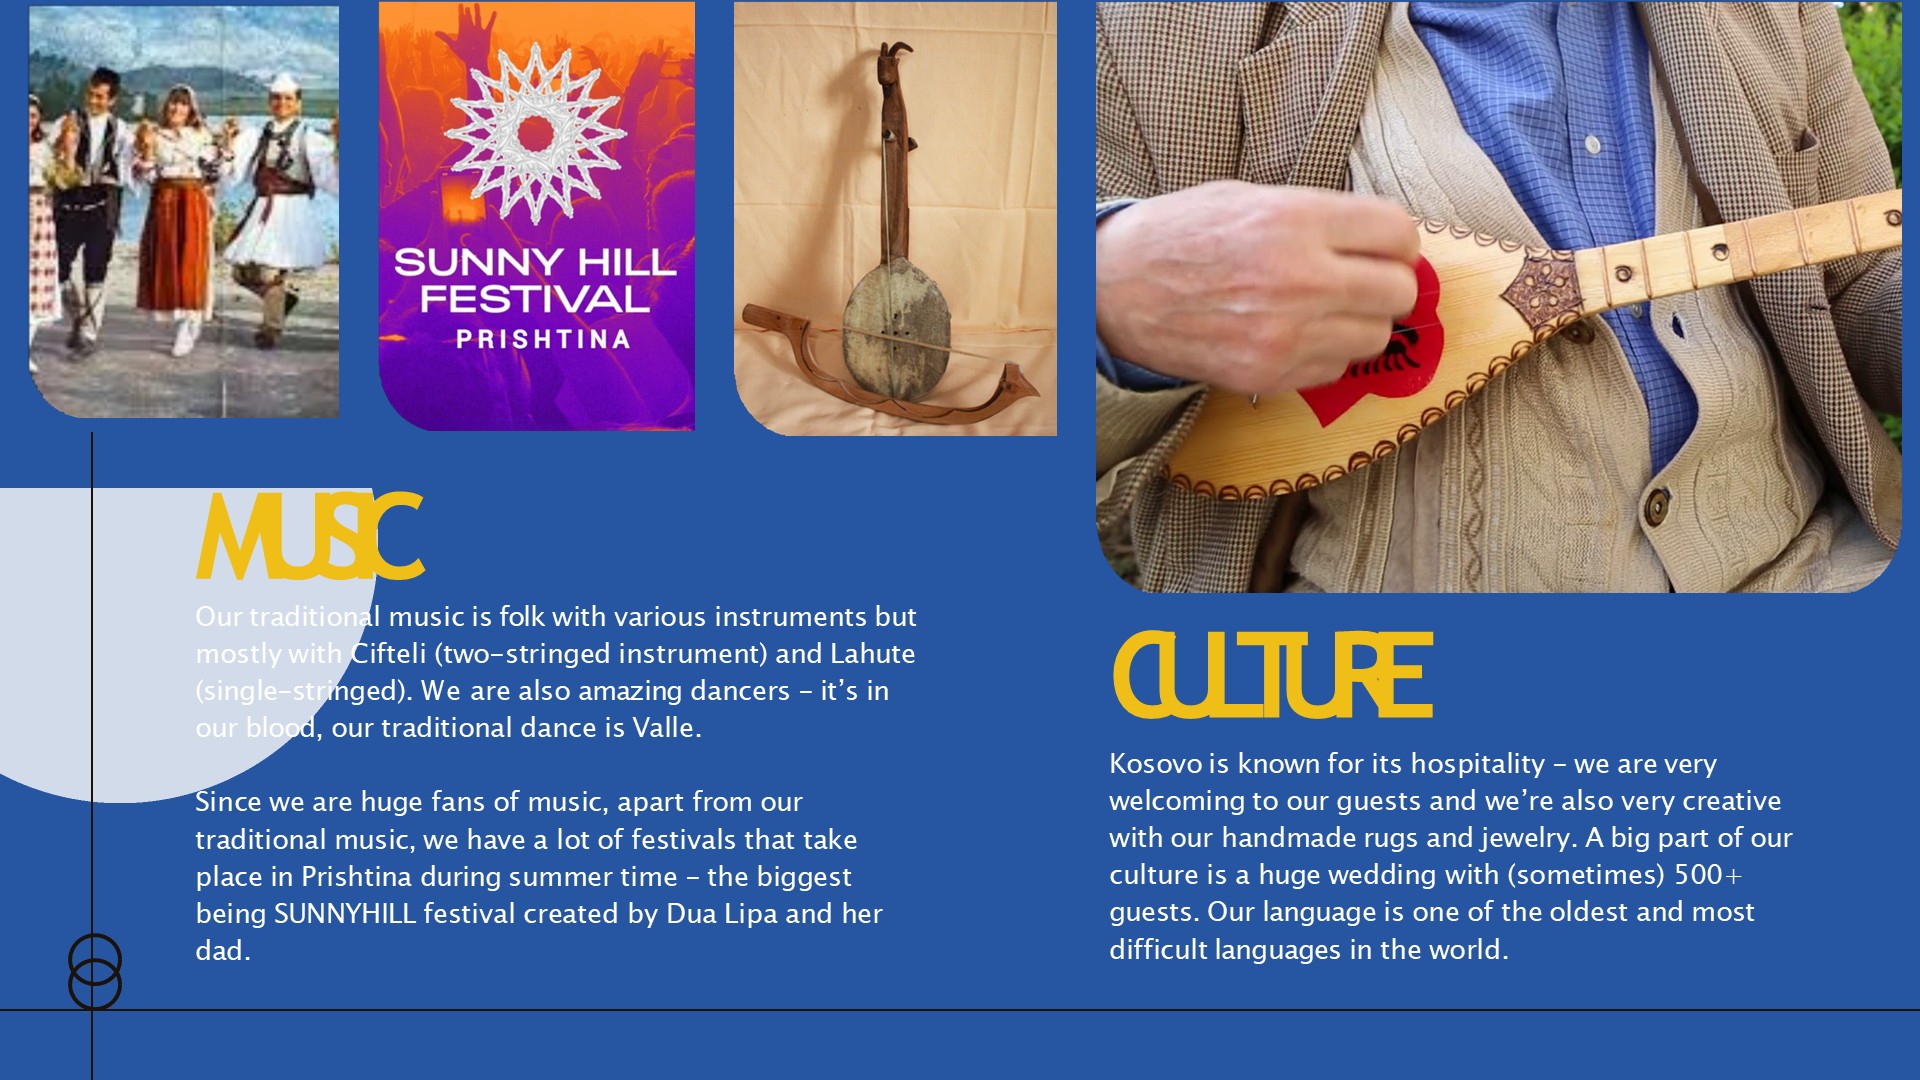 SUNNY HILL
FESTIVAL
PRISHTINA
MUSIC
Our traditional music is folk with various instruments but
mostly with Cifteli (two-stringed instrument) and Lahute
(single-stringed). We are also amazing dancers – it’s in
our blood, our traditional dance is Valle.
Since we are huge fans of music, apart from our
traditional music, we have a lot of festivals that take
place in Prishtina during summer time – the biggest
being SUNNYHILL festival created by Dua Lipa and her
dad.
CULTURE
Kosovo is known for its hospitality – we are very
welcoming to our guests and we’re also very creative
with our handmade rugs and jewelry. A big part of our
culture is a huge wedding with (sometimes) 500+
guests. Our language is one of the oldest and most
difficult languages in the world.